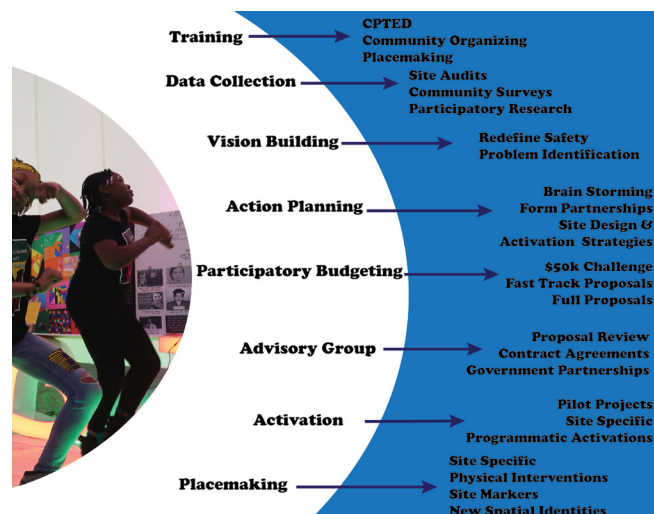 Training
CPTED
Community Organizing
Placemaking
Data Collection
Site Audits
Community Surveys
Participatory Research
Vision Building
Redefine Safety
Problem Identification
Action Planning
Brain Storming
Form Partnerships
Site Design &
Activation Strategies
Participatory Budgeting
$50k Challenge
Fast Track Proposals
Full Proposals
Advisory Group
Proposal Review
Contract Agreements
Government Partnerships
Activation
Pilot Projects
Site Specific
Programmatic Activations
Placemaking
Site Specific
Physical Interventions
Site Markers
New Spatial Identities